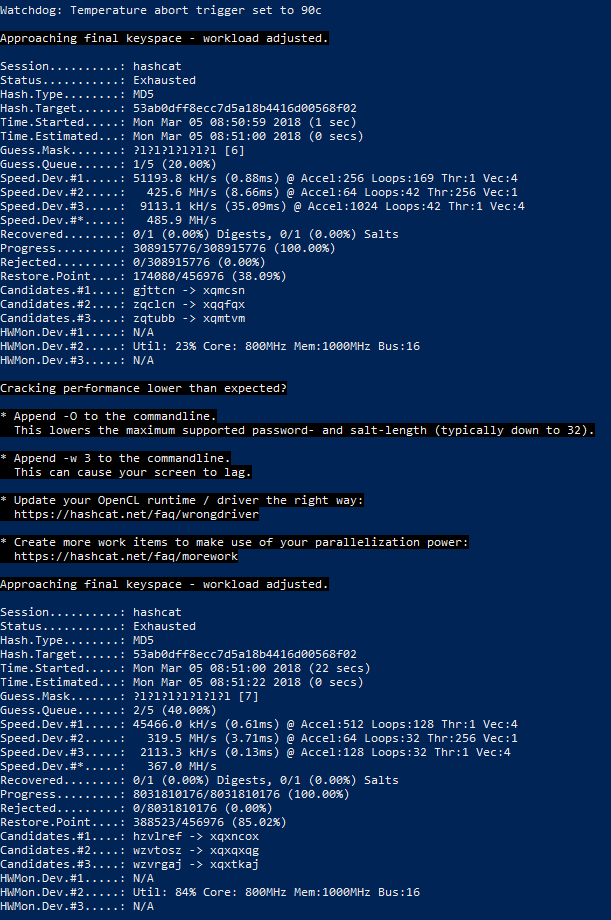 Watchdog: Temperature abort trigger set to 90c
Approaching final keyspace - workload adjusted.
Session..........: hashcat
Status...........: Exhausted
Hash.Type........: MD5
Hash.Target......: 53ab0dff8ecc7d5a18b4416d00568f02
Time.Started.....: Mon Mar 05 08:50:59 2018 (1 sec)
Time.Estimated...: Mon Mar 05 08:51:00 2018 (0 secs)
Guess.Mask.......: ?l?l?l?l?l?l [6]
Guess.Queue......: 1/5 (20.00%)
Speed.Dev.#1.....: 51193.8 kH/s (0.88ms) @ Accel:256 Loops:169 Thr:1 Vec:4
Speed.Dev.#2.....:   425.6 MH/s (8.66ms) @ Accel:64 Loops:42 Thr:256 Vec:1
Speed.Dev.#3.....:  9113.1 kH/s (35.09ms) @ Accel:1024 Loops:42 Thr:1 Vec:4
Speed.Dev.#*.....:   485.9 MH/s
Recovered........: 0/1 (0.00%) Digests, 0/1 (0.00%) Salts
Progress.........: 308915776/308915776 (100.00%)
Rejected.........: 0/308915776 (0.00%)
Restore.Point....: 174080/456976 (38.09%)
Candidates.#1....: gjttcn -> xqmcsn
Candidates.#2....: zqclcn -> xqqfqx
Candidates.#3....: zqtubb -> xqmtvm
HWMon.Dev.#1.....: N/A
HWMon.Dev.#2.....: Util: 23% Core: 800MHz Mem:1000MHz Bus:16
HWMon.Dev.#3.....: N/A
Cracking performance lower than expected?
* Append -O to the commandline.
  This lowers the maximum supported password- and salt-length (typically down to 32).
* Append -w 3 to the commandline.
  This can cause your screen to lag.
* Update your OpenCL runtime / driver the right way:
  https://hashcat.net/faq/wrongdriver
* Create more work items to make use of your parallelization power:
  https://hashcat.net/faq/morework
Approaching final keyspace - workload adjusted.
Session..........: hashcat
Status...........: Exhausted
Hash.Type........: MD5
Hash.Target......: 53ab0dff8ecc7d5a18b4416d00568f02
Time.Started.....: Mon Mar 05 08:51:00 2018 (22 secs)
Time.Estimated...: Mon Mar 05 08:51:22 2018 (0 secs)
Guess.Mask.......: ?l?l?l?l?l?l?l [7]
Guess.Queue......: 2/5 (40.00%)
Speed.Dev.#1.....: 45466.0 kH/s (0.61ms) @ Accel:512 Loops:128 Thr:1 Vec:4
Speed.Dev.#2.....:   319.5 MH/s (3.71ms) @ Accel:64 Loops:32 Thr:256 Vec:1
Speed.Dev.#3.....:  2113.3 kH/s (0.13ms) @ Accel:128 Loops:32 Thr:1 Vec:4
Speed.Dev.#*.....:   367.0 MH/s
Recovered........: 0/1 (0.00%) Digests, 0/1 (0.00%) Salts
Progress.........: 8031810176/8031810176 (100.00%)
Rejected.........: 0/8031810176 (0.00%)
Restore.Point....: 388523/456976 (85.02%)
Candidates.#1....: hzvlref -> xqxncox
Candidates.#2....: wzvtosz -> xqxqxqg
Candidates.#3....: wzvrgaj -> xqxtkaj
HWMon.Dev.#1.....: N/A
HWMon.Dev.#2.....: Util: 84% Core: 800MHz Mem:1000MHz Bus:16
HWMon.Dev.#3.....: N/A